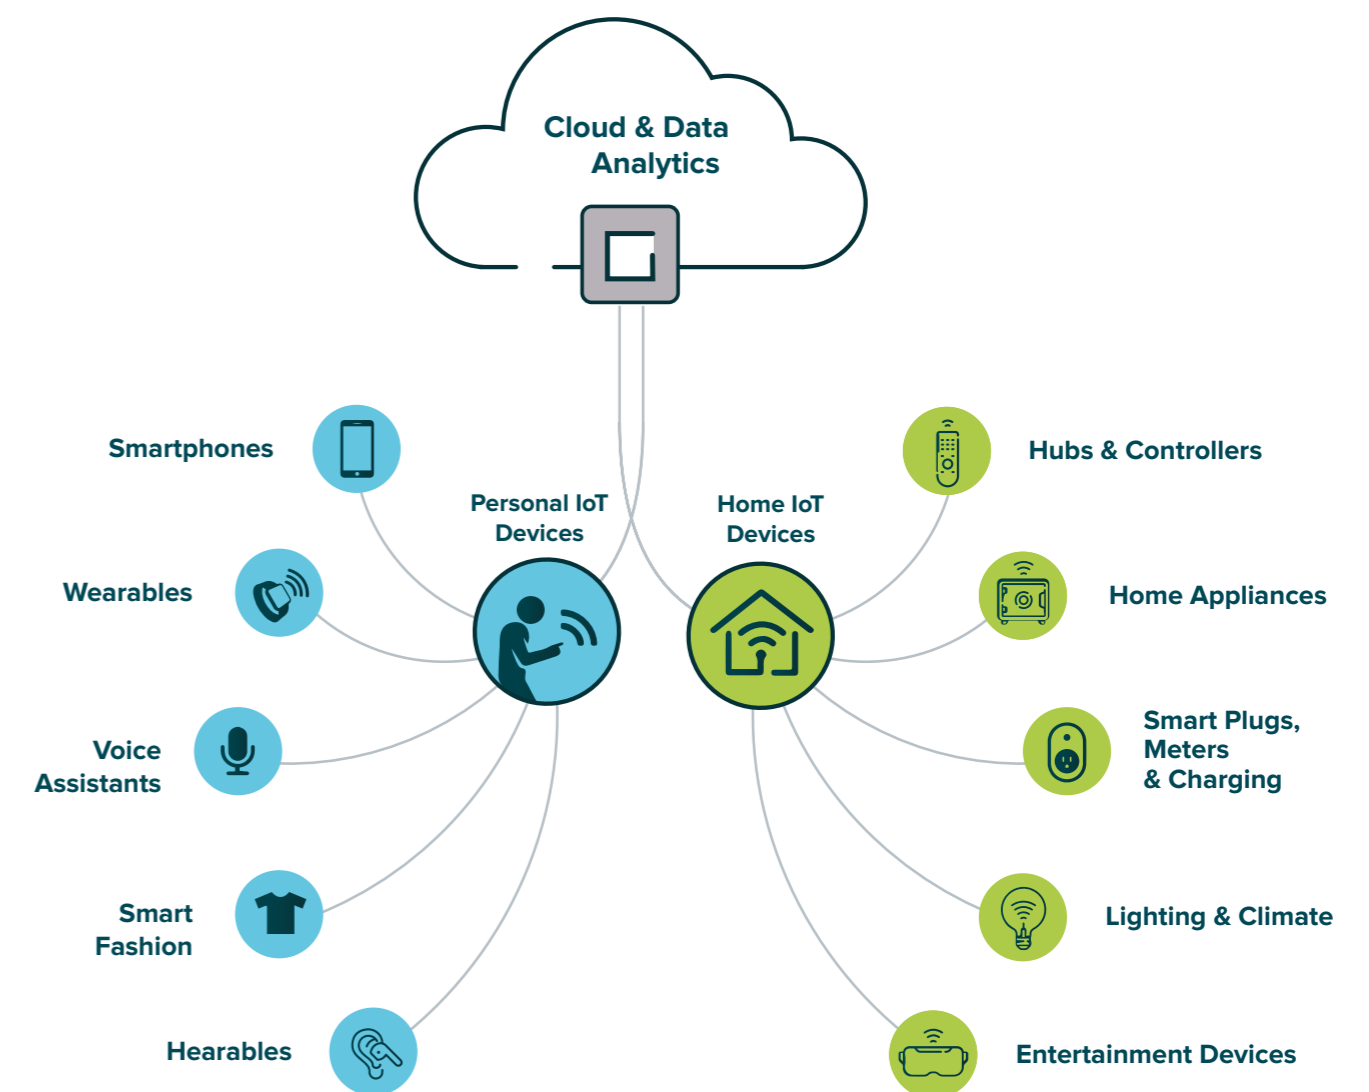 Cloud & Data
Analytics
Smartphones
Hubs & Controllers
Personal IoT
Devices
Home IoT
Devices
Wearables
Home Appliances
Voice
Assistants
Smart Plugs,
Meters
& Charging
Smart
Fashion
Lighting & Climate
Hearables
Entertainment Devices